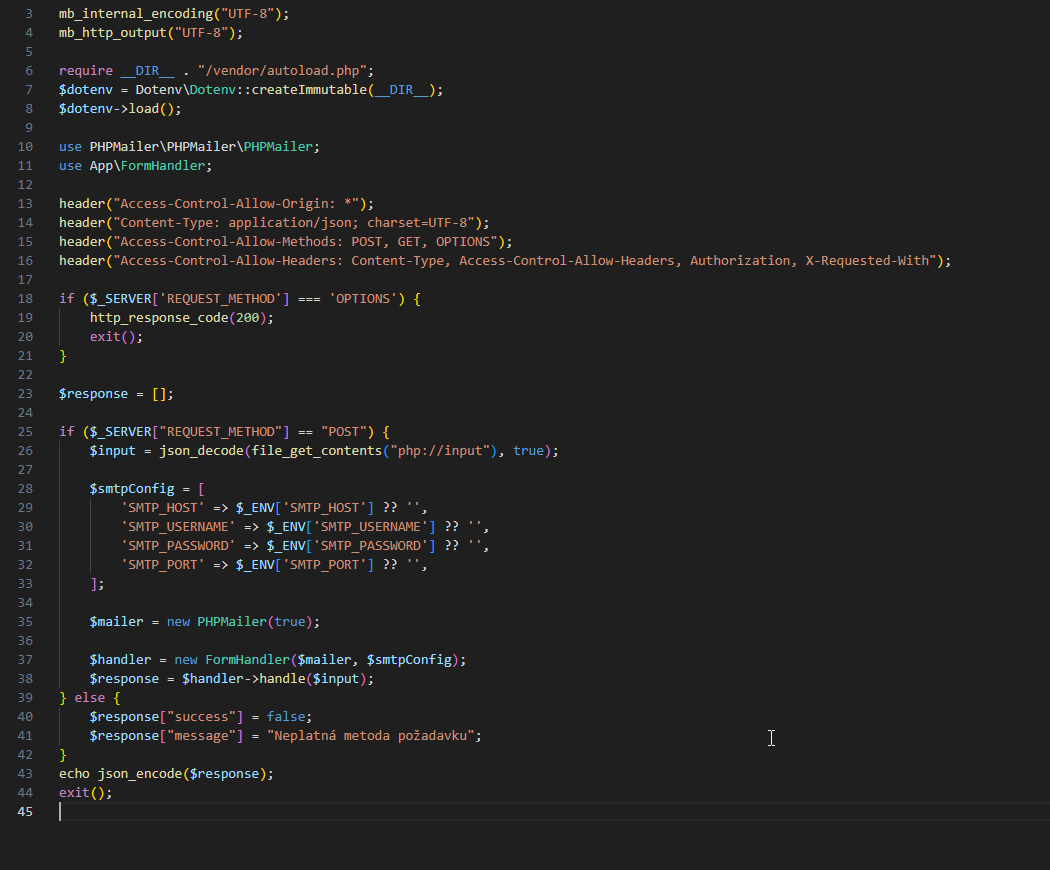 3 mb_internal_encoding("UTF-8");
4 mb_http_output("UTF-8");
5
6 require __DIR__ . "/vendor/autoload.php";
7 $dotenv = Dotenv\Dotenv::createImmutable(__DIR__);
8 $dotenv->load();
9
10 use PHPMailer\PHPMailer\PHPMailer;
11 use App\FormHandler;
12
13 header("Access-Control-Allow-Origin: *");
14 header("Content-Type: application/json; charset=UTF-8");
15 header("Access-Control-Allow-Methods: POST, GET, OPTIONS");
16 header("Access-Control-Allow-Headers: Content-Type, Access-Control-Allow-Headers, Authorization, X-Requested-With");
17
18 if ($_SERVER['REQUEST_METHOD'] === 'OPTIONS') {
19     http_response_code(200);
20     exit();
21 }
22
23 $response = [];
24
25 if ($_SERVER["REQUEST_METHOD"] == "POST") {
26     $input = json_decode(file_get_contents("php://input"), true);
27
28     $smtpConfig = [
29         'SMTP_HOST' => $_ENV['SMTP_HOST'] ?? '',
30         'SMTP_USERNAME' => $_ENV['SMTP_USERNAME'] ?? '',
31         'SMTP_PASSWORD' => $_ENV['SMTP_PASSWORD'] ?? '',
32         'SMTP_PORT' => $_ENV['SMTP_PORT'] ?? '',
33     ];
34
35     $mailer = new PHPMailer(true);
36
37     $handler = new FormHandler($mailer, $smtpConfig);
38     $response = $handler->handle($input);
39 } else {
40     $response["success"] = false;
41     $response["message"] = "Neplatná metoda požadavku";
42 }
43 echo json_encode($response);
44 exit();
45